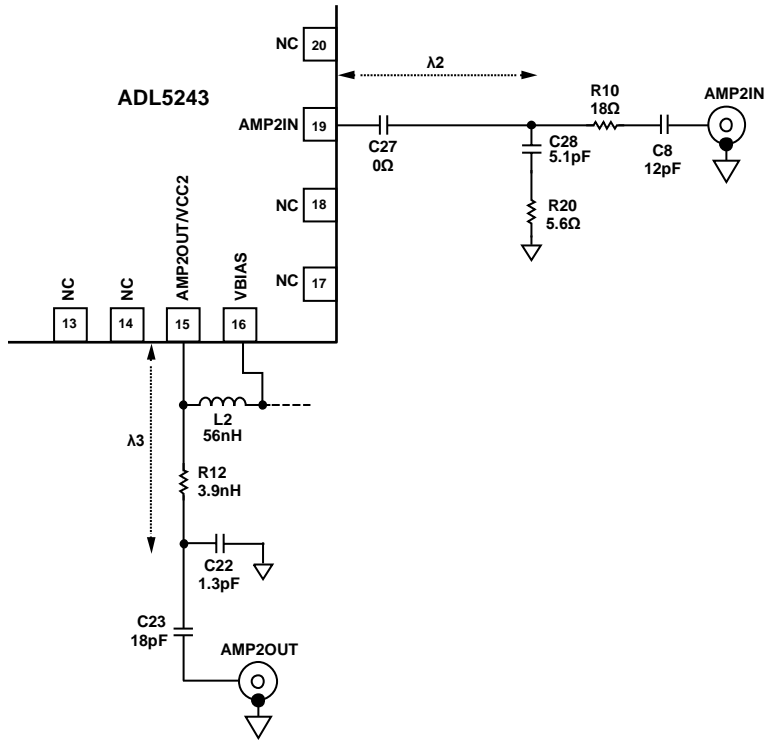 NC
20
λ2
ADL5243
R10
18Ω
AMP2IN
AMP2IN
19
C27
0Ω
C28
5.1pF
C8
12pF
NC
18
R20
5.6Ω
AMP2OUT/VCC2
VBIAS
NC
17
NC
NC
13
14
15
16
L2
56nH
λ3
R12
3.9nH
C22
1.3pF
C23
18pF
AMP2OUT